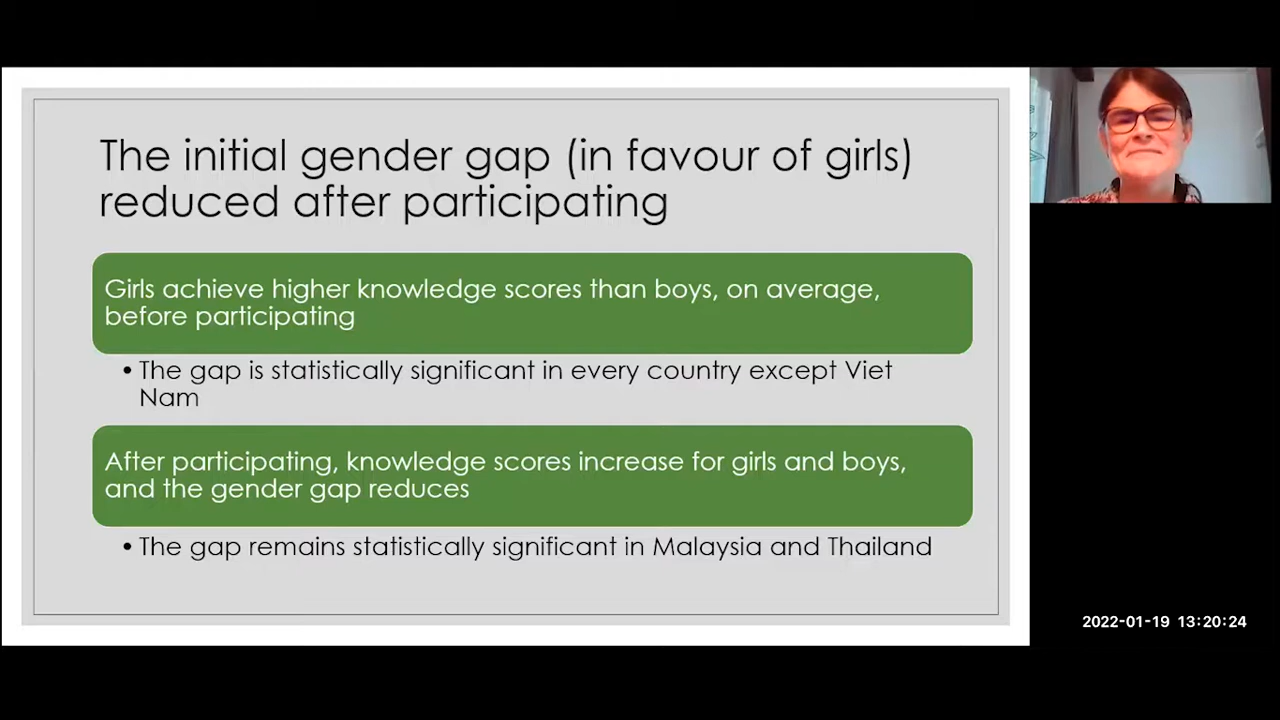 The initial gender gap (in favour of girls)
reduced after participating
Girls achieve higher knowledge scores than boys, on average,
before participating
• The gap is statistically significant in every country except Viet
Nam
After participating, knowledge scores increase for girls and boys,
and the gender gap reduces
• The gap remains statistically significant in Malaysia and Thailand
2022-01-19 13:20:24